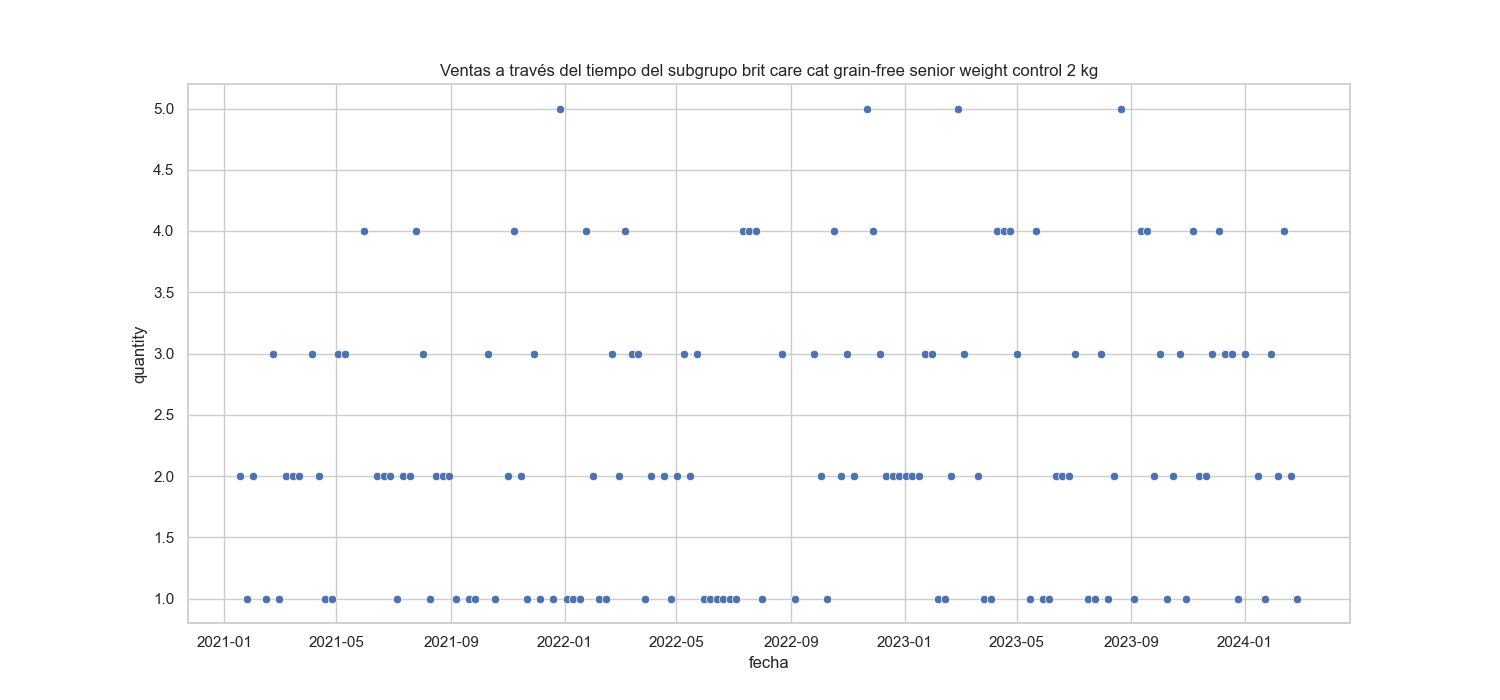 Ventas a través del tiempo del subgrupo brit care cat grain-free senior weight control 2 kg
5.0
4.5
4.0
3.5
3.0
2.5
2.0
1.5
1.0
quantity
2021-01 2021-05 2021-09 2022-01 2022-05 2022-09 2023-01 2023-05 2023-09 2024-01
fecha